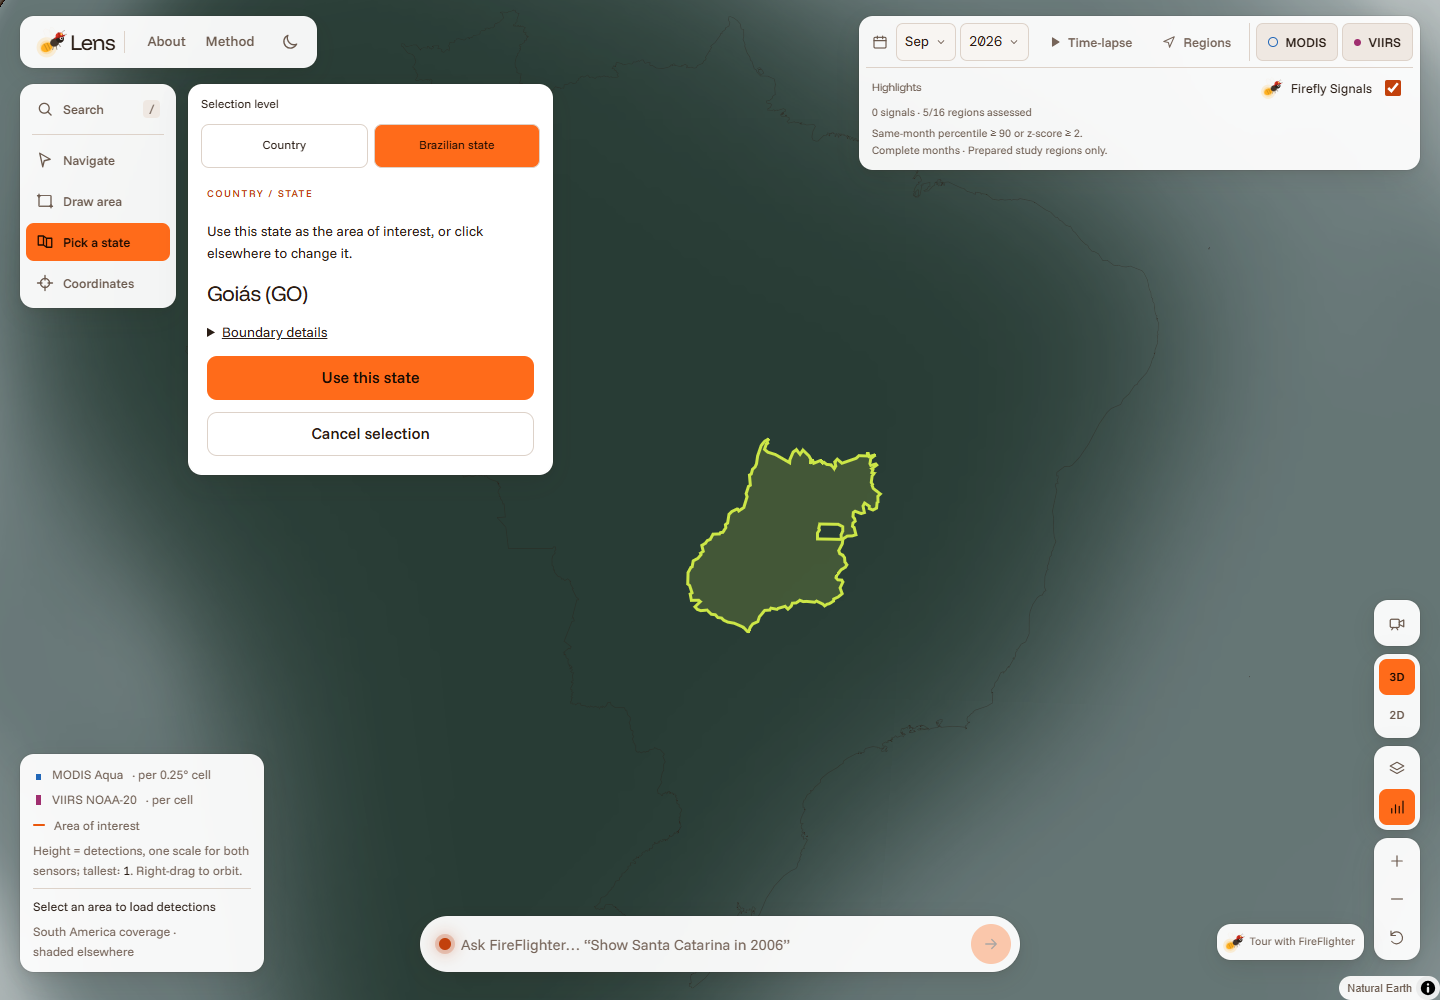 Lens
About
Method
Sep
2026
Time-lapse
Regions
MODIS
VIIRS
Highlights
Firefly Signals
0 signals · 5/16 regions assessed
Same-month percentile ≥ 90 or z-score ≥ 2.
Complete months · Prepared study regions only.
Search
/
Navigate
Draw area
Pick a state
Coordinates
Selection level
Country
Brazilian state
COUNTRY / STATE
Use this state as the area of interest, or click
elsewhere to change it.
Goiás (GO)
Boundary details
Use this state
Cancel selection
3D
2D
MODIS Aqua · per 0.25° cell
VIIRS NOAA-20 · per cell
Area of interest
Height = detections, one scale for both
sensors; tallest: 1. Right-drag to orbit.
Select an area to load detections
South America coverage ·
shaded elsewhere
Ask FireFlighter… “Show Santa Catarina in 2006”
Tour with FireFlighter
Natural Earth